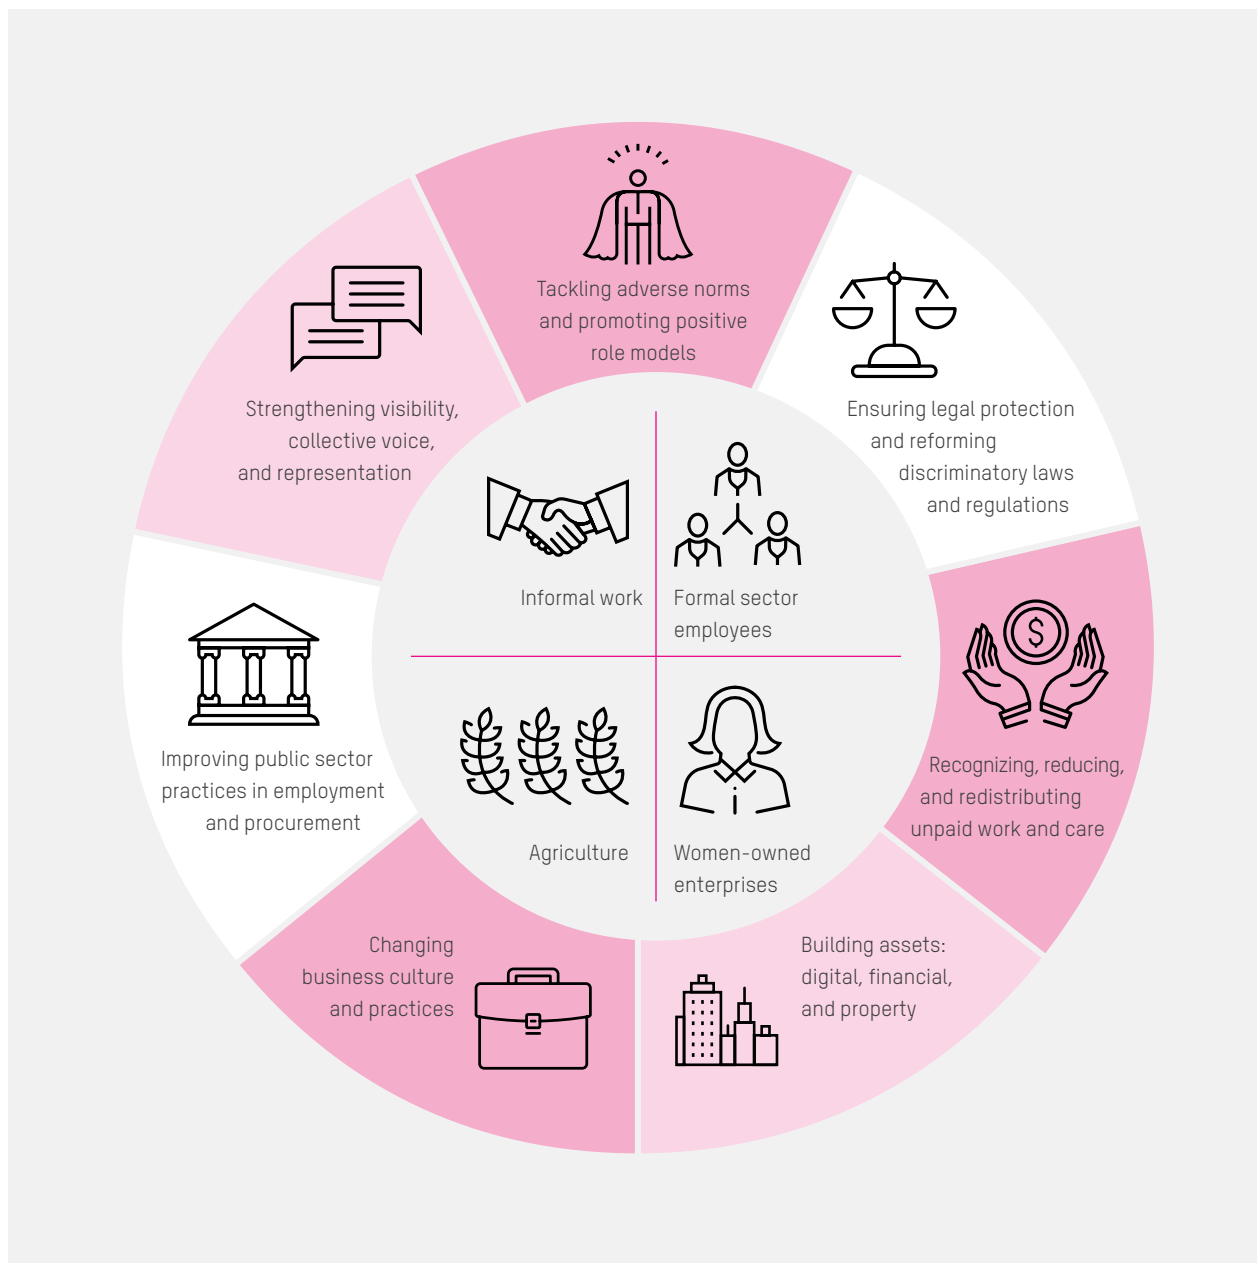 Tackling adverse norms
and promoting positive
role models
Ensuring legal protection
and reforming
discriminatory laws
and regulations
$
Recognizing, reducing,
and redistributing
unpaid work and care
Building assets:
digital, financial,
and property
Changing
business culture
and practices
Improving public sector
practices in employment
and procurement
Strengthening visibility,
collective voice,
and representation
Informal work
Formal sector
employees
Agriculture
Women-owned
enterprises